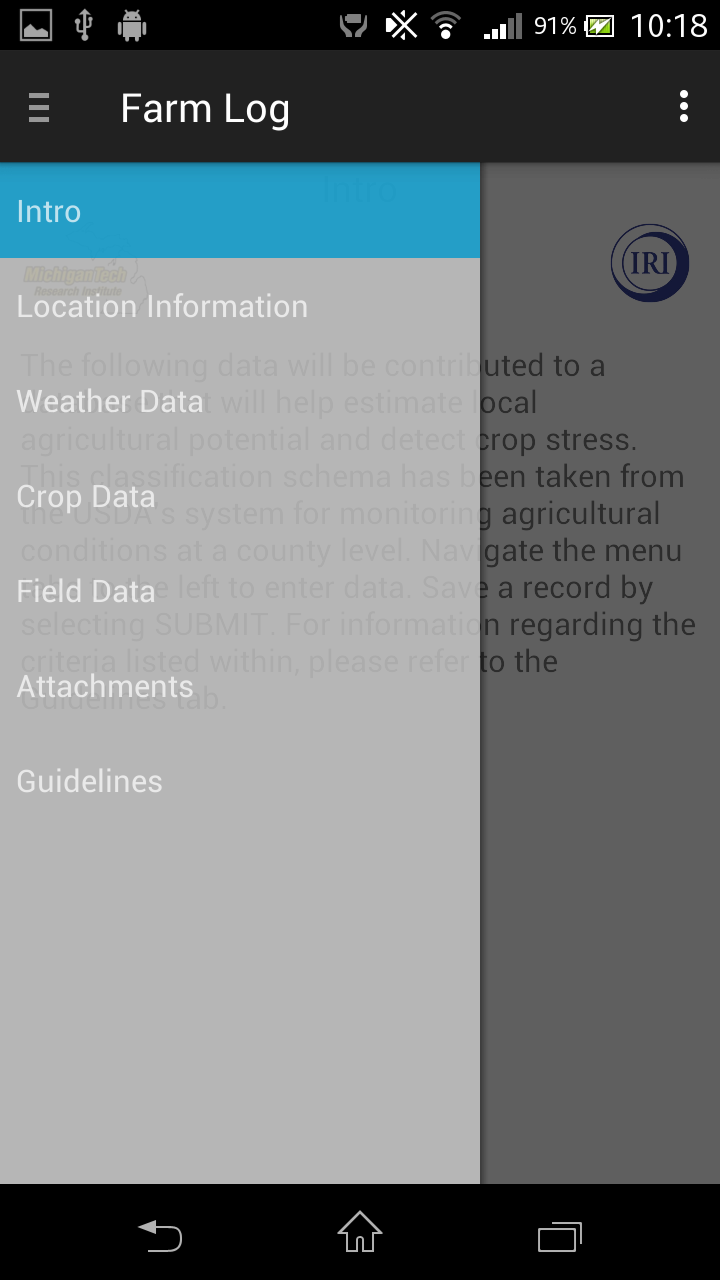 91% 10:18
Farm Log
Intro
Intro
MichiganTech
Research Institute
IRI
Location Information
The following data will be contributed to a
Weather Data
will help estimate local
agricultural potential and detect crop stress.
This classification schema has been taken from
Crop Data
the USDA's system for monitoring agricultural
conditions at a county level. Navigate the menu
Field Data
the left to enter data. Save a record by
selecting SUBMIT. For information regarding the
criteria listed within, please refer to the
Attachments
Guidelines tab.
Guidelines